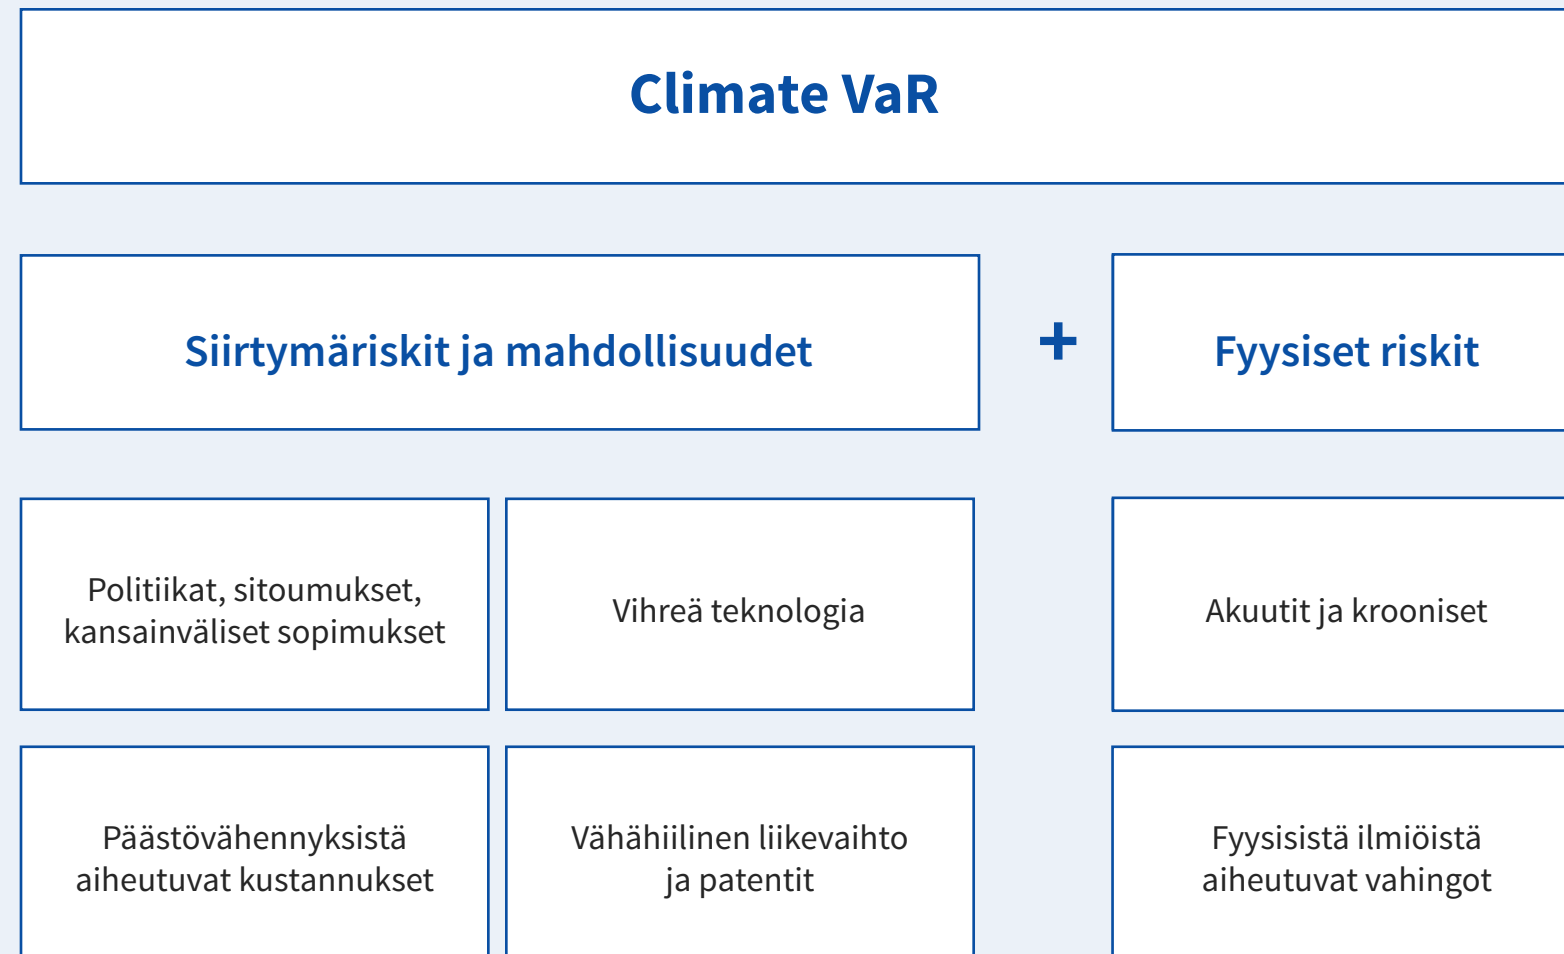 Climate VaR
Siirtymäriskit ja mahdollisuudet
+
Fyysiset riskit
Politiikat, sitoumukset,
kansainväliset sopimukset
Vihreä teknologia
Akuutit ja krooniset
Päästövähennyksistä
aiheutuvat kustannukset
Vähähiilinen liikevaihto
ja patentit
Fyysisistä ilmiöistä
aiheutuvat vahingot